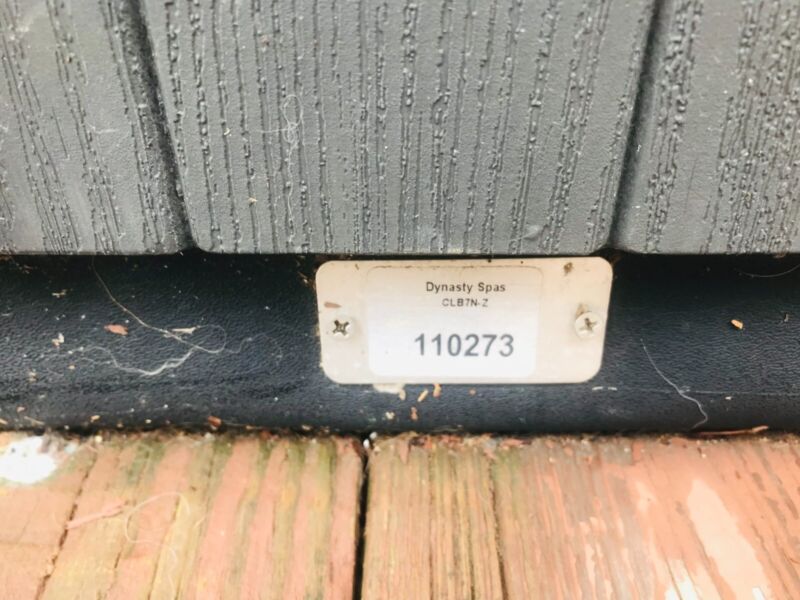 Dynasty Spas
CLB7N-Z
110273